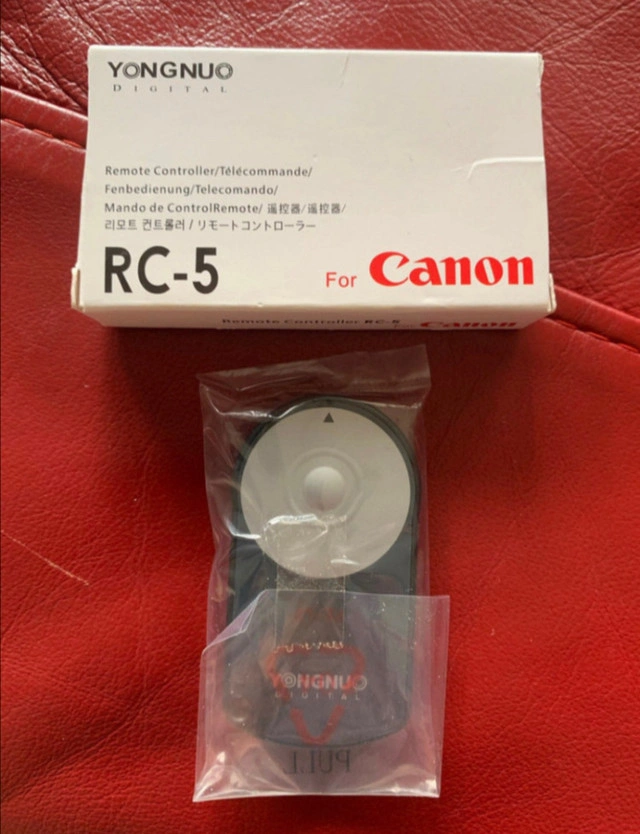 YONGNUO
DIGITAL
Remote Controller/Télécommande/
Fenbedienung/Telecomando/
Mando de ControlRemote/ 遥控器/遥控器/
리모트 컨트롤러 / リモートコントローラー
RC-5
For Canon
Remote Controller RC-5
Canon
YONGNUO
DIGITAL
PULL